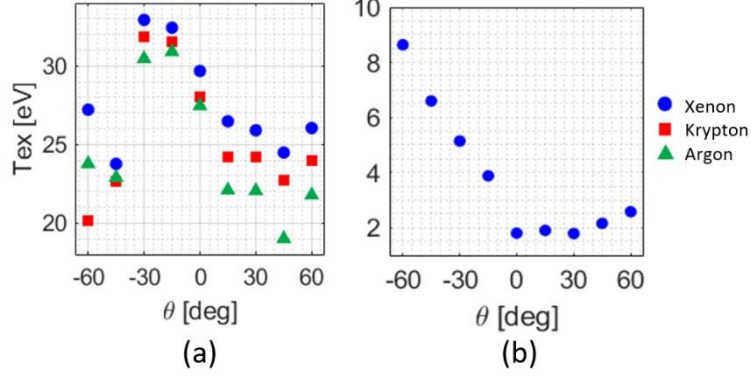 Tex [eV]
30
25
20
-60
-30
0
30
60
θ [deg]
(a)
10
8
6
4
2
-60
-30
0
30
60
θ [deg]
(b)
Xenon
Krypton
Argon